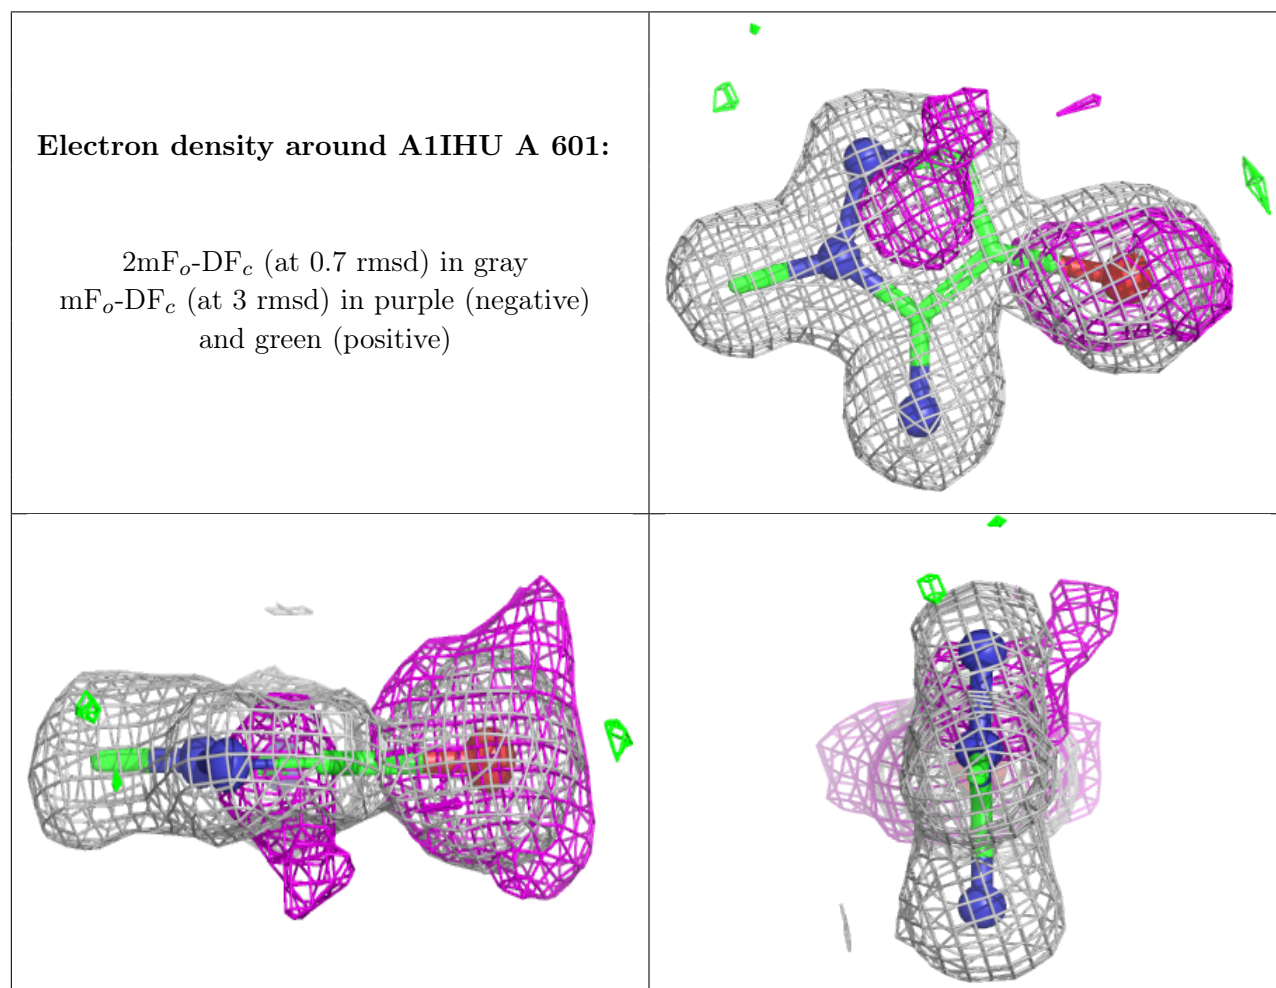 Electron density around A1IHU A 601:
2mFo-DFc (at 0.7 rmsd) in gray
mFo-DFc (at 3 rmsd) in purple (negative)
and green (positive)